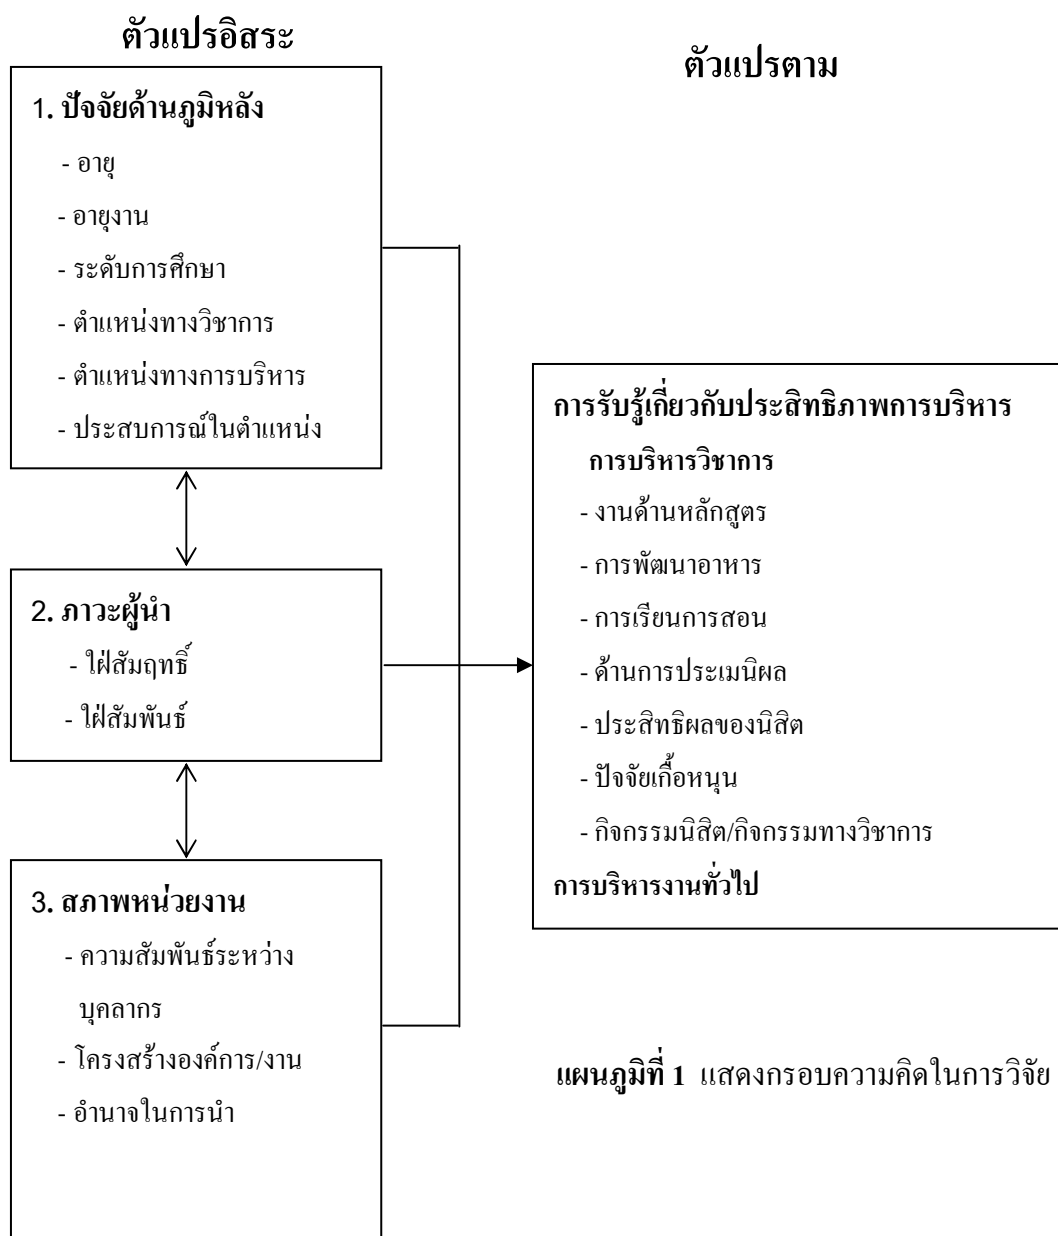 ตัวแปรอิสระ
1. ปัจจัยด้านภูมิหลัง
- อายุ
- อายุงาน
- ระดับการศึกษา
- ตำแหน่งทางวิชาการ
- ตำแหน่งทางการบริหาร
- ประสบการณ์ในตำแหน่ง
2. ภาวะผู้นำ
- ใฝ่สัมฤทธิ์
- ใฝ่สัมพันธ์
3. สภาพหน่วยงาน
- ความสัมพันธ์ระหว่าง
บุคลากร
- โครงสร้างองค์การ/งาน
- อำนาจในการนำ
ตัวแปรตาม
การรับรู้เกี่ยวกับประสิทธิภาพการบริหาร
การบริหารวิชาการ
- งานด้านหลักสูตร
- การพัฒนาอาหาร
- การเรียนการสอน
- ด้านการประเมนิผล
- ประสิทธิผลของนิสิต
- ปัจจัยเกื้อหนุน
- กิจกรรมนิสิต/กิจกรรมทางวิชาการ
การบริหารงานทั่วไป
แผนภูมิที่ 1 แสดงกรอบความคิดในการวิจัย